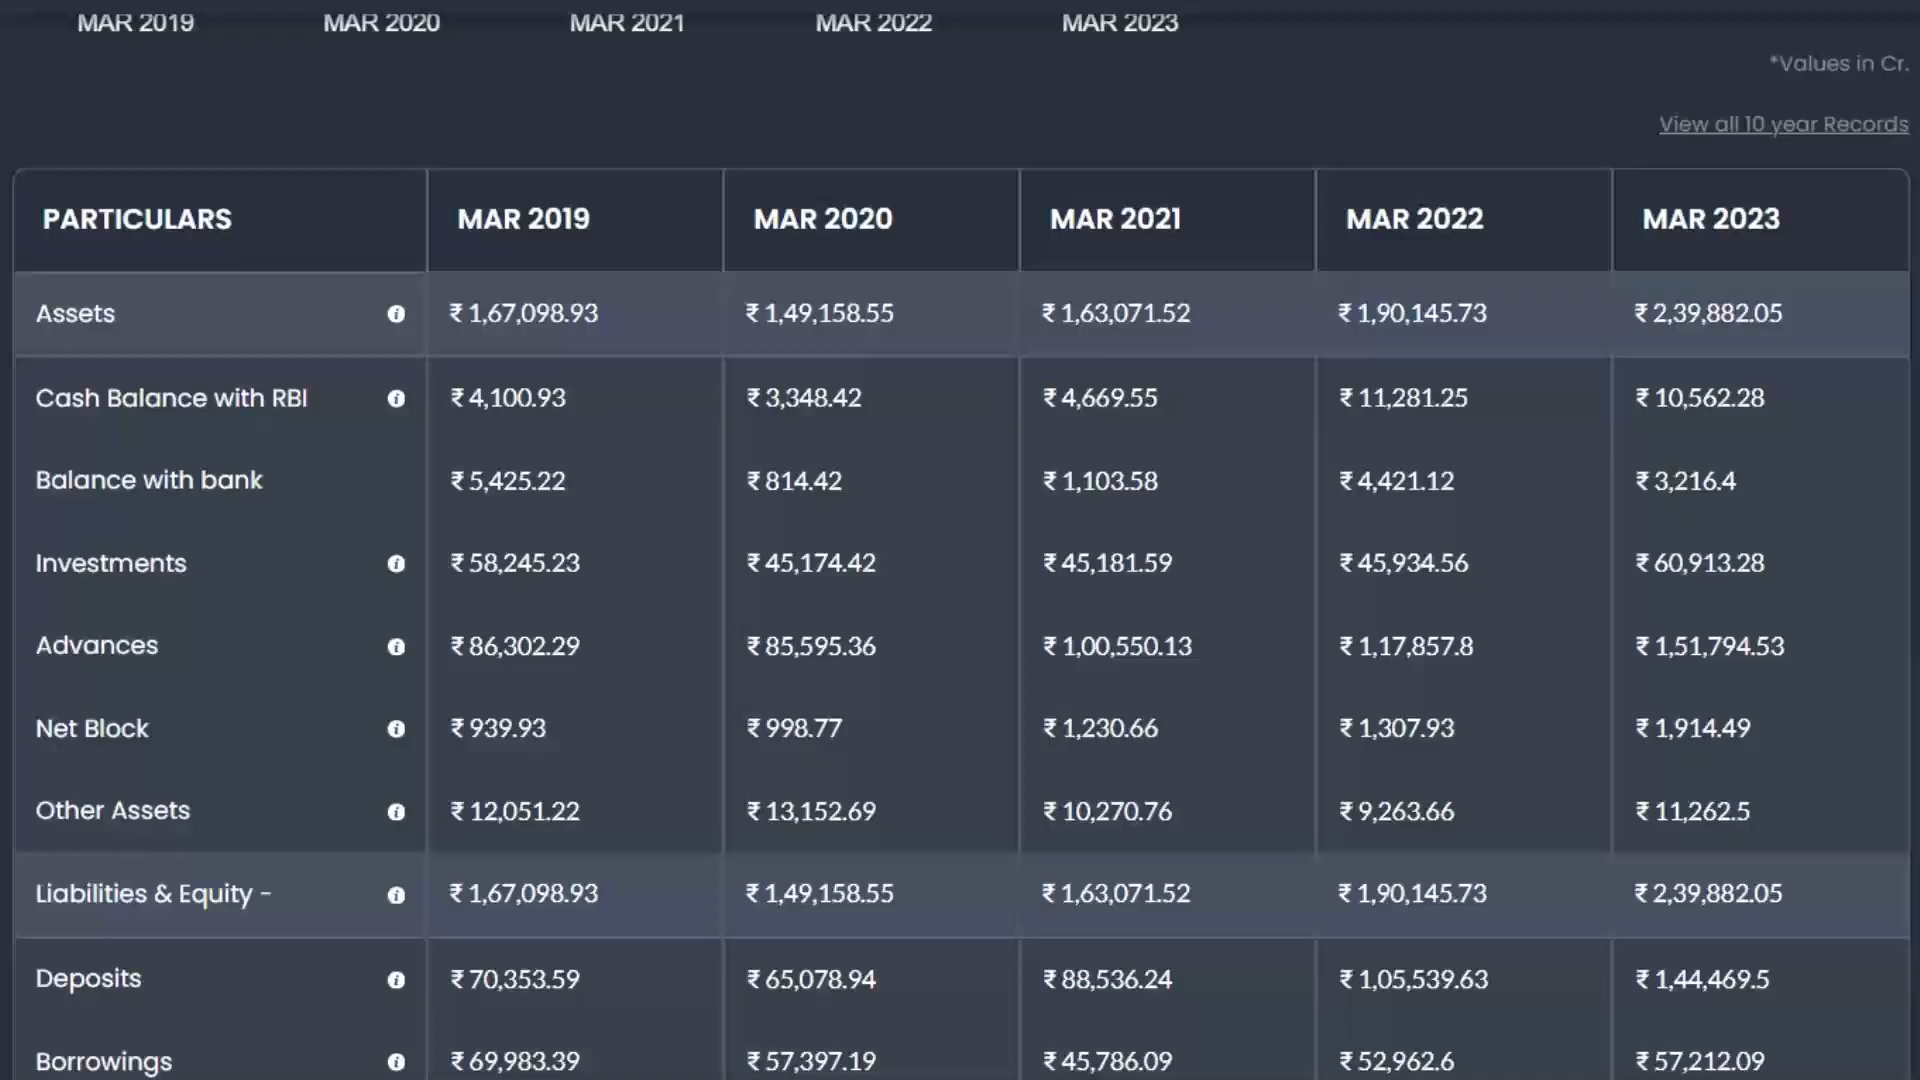 MAR 2019 MAR 2020 MAR 2021 MAR 2022 MAR 2023
*Values in Cr.
View all 10 year Records
PARTICULARS MAR 2019 MAR 2020 MAR 2021 MAR 2022 MAR 2023
Assets ₹ 1,67,098.93 ₹ 1,49,158.55 ₹ 1,63,071.52 ₹ 1,90,145.73 ₹ 2,39,882.05
Cash Balance with RBI ₹ 4,100.93 ₹ 3,348.42 ₹ 4,669.55 ₹ 11,281.25 ₹ 10,562.28
Balance with bank ₹ 5,425.22 ₹ 814.42 ₹ 1,103.58 ₹ 4,421.12 ₹ 3,216.4
Investments ₹ 58,245.23 ₹ 45,174.42 ₹ 45,181.59 ₹ 45,934.56 ₹ 60,913.28
Advances ₹ 86,302.29 ₹ 85,595.36 ₹ 1,00,550.13 ₹ 1,17,857.8 ₹ 1,51,794.53
Net Block ₹ 939.93 ₹ 998.77 ₹ 1,230.66 ₹ 1,307.93 ₹ 1,914.49
Other Assets ₹ 12,051.22 ₹ 13,152.69 ₹ 10,270.76 ₹ 9,263.66 ₹ 11,262.5
Liabilities & Equity - ₹ 1,67,098.93 ₹ 1,49,158.55 ₹ 1,63,071.52 ₹ 1,90,145.73 ₹ 2,39,882.05
Deposits ₹ 70,353.59 ₹ 65,078.94 ₹ 88,536.24 ₹ 1,05,539.63 ₹ 1,44,469.5
Borrowings ₹ 69,983.39 ₹ 57,397.19 ₹ 45,786.09 ₹ 52,962.6 ₹ 57,212.09